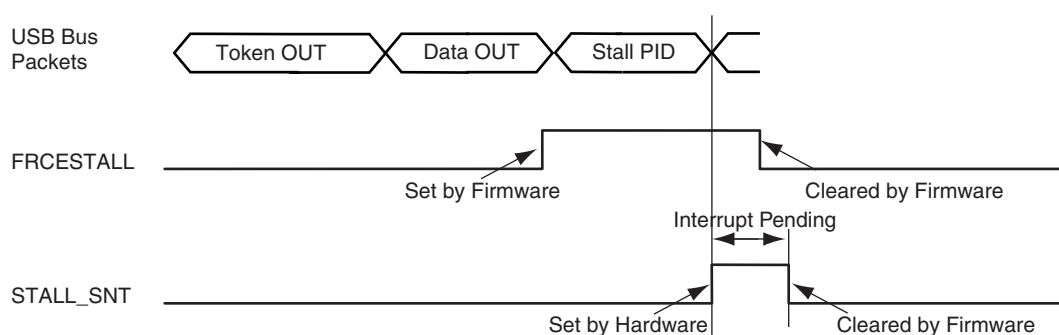 USB Bus
Packets
Token OUT
Data OUT
Stall PID
FRCESTALL
Set by Firmware
Cleared by Firmware
Interrupt Pending
STALL_SNT
Set by Hardware
Cleared by Firmware